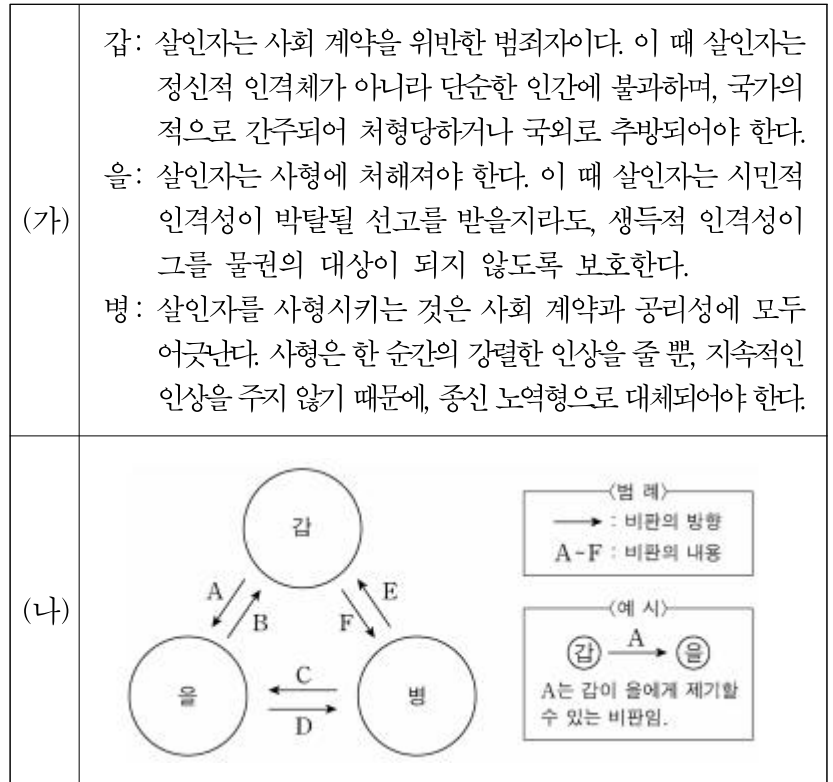 갑: 살인자는 사회 계약을 위반한 범죄자이다. 이 때 살인자는
정신적 인격체가 아니라 단순한 인간에 불과하며, 국가의
적으로 간주되어 처형당하거나 국외로 추방되어야 한다.
(가)
을: 살인자는 사형에 처해져야 한다. 이 때 살인자는 시민적
인격성이 박탈될 선고를 받을지라도, 생득적 인격성이
그를 물권의 대상이 되지 않도록 보호한다.
병: 살인자를 사형시키는 것은 사회 계약과 공리성에 모두
어긋난다. 사형은 한 순간의 강렬한 인상을 줄 뿐, 지속적인
인상을 주지 않기 때문에, 종신 노역형으로 대체되어야 한다.
(나)
갑
A
B
F
E
을
C
D
병
<범 례>
→ : 비판의 방향
A-F : 비판의 내용
<예 시>
갑 A → 을
A는 갑이 을에게 제기할
수 있는 비판임.